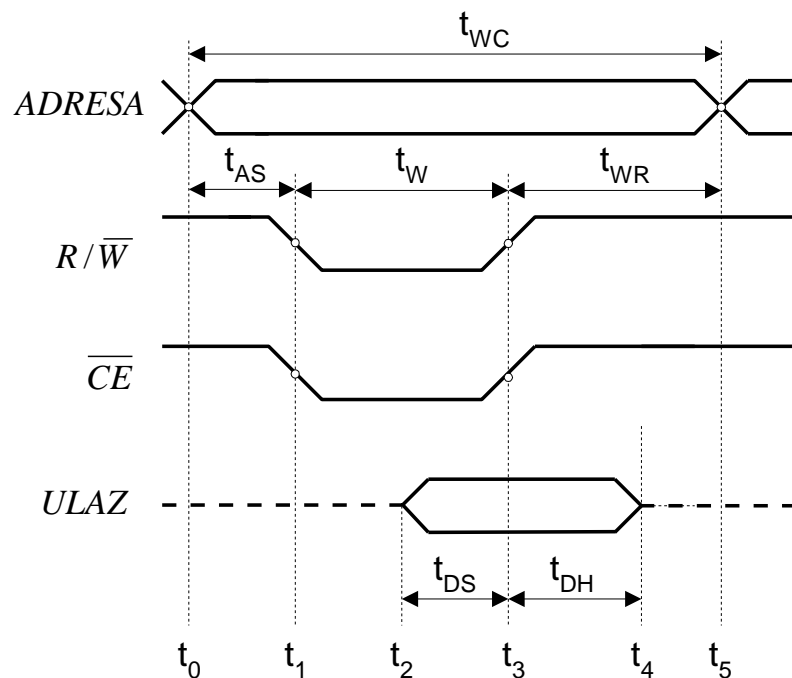 t_WC
ADRESA
t_AS t_W t_WR
R/W̅
C̅E̅
ULAZ
t_DS t_DH
t_0 t_1 t_2 t_3 t_4 t_5